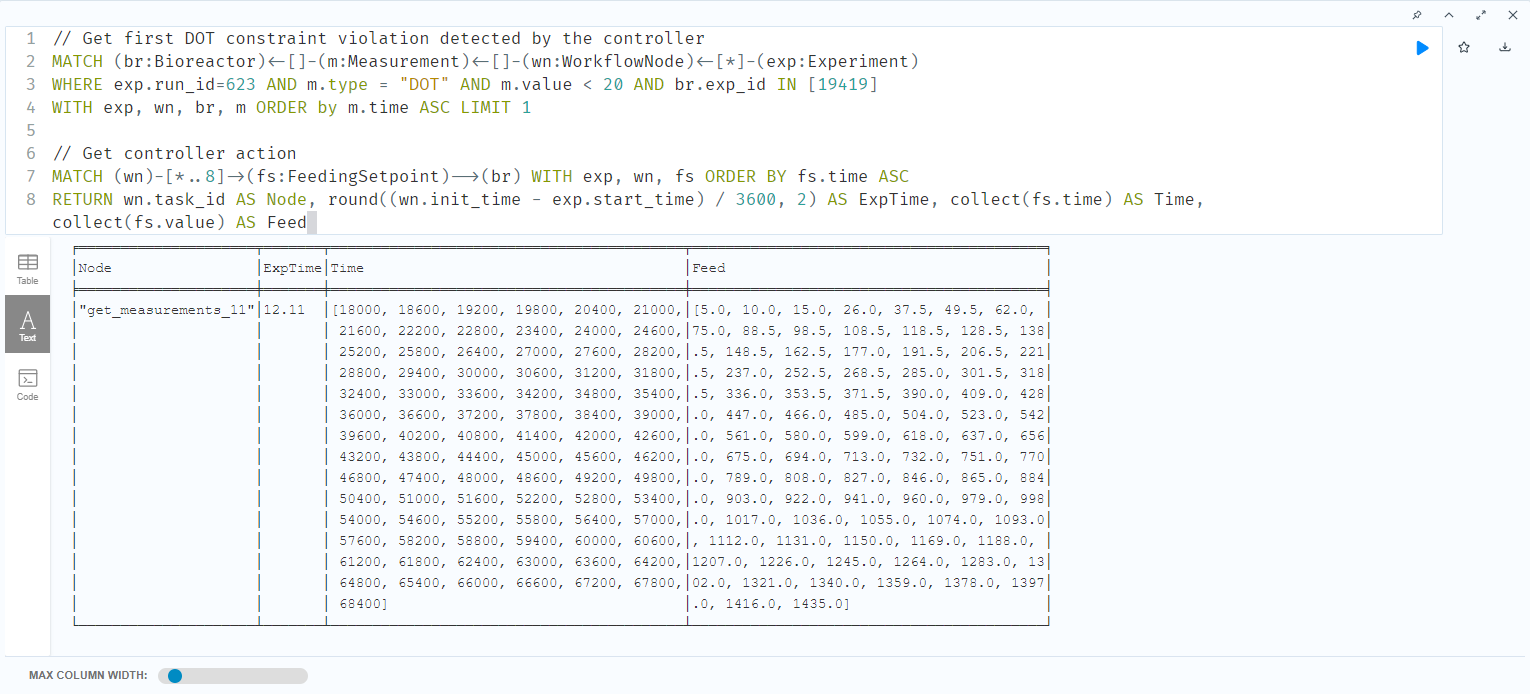 1 // Get first DOT constraint violation detected by the controller
2 MATCH (br:Bioreactor)<-[]-(m:Measurement)<-[]-(wn:WorkflowNode)<-[*]-(exp:Experiment)
3 WHERE exp.run_id=623 AND m.type = "DOT" AND m.value < 20 AND br.exp_id IN [19419]
4 WITH exp, wn, br, m ORDER by m.time ASC LIMIT 1
5
6 // Get controller action
7 MATCH (wn)-[*..8]->(fs:FeedingSetpoint)-->(br) WITH exp, wn, fs ORDER BY fs.time ASC
8 RETURN wn.task_id AS Node, round((wn.init_time - exp.start_time) / 3600, 2) AS ExpTime, collect(fs.time) AS Time,
collect(fs.value) AS Feed
Table
Text
Code
Node ExpTime Time Feed
"get_measurements_11" 12.11 [18000, 18600, 19200, 19800, 20400, 21000, [5.0, 10.0, 15.0, 26.0, 37.5, 49.5, 62.0,
21600, 22200, 22800, 23400, 24000, 24600, 75.0, 88.5, 98.5, 108.5, 118.5, 128.5, 138
25200, 25800, 26400, 27000, 27600, 28200, .5, 148.5, 162.5, 177.0, 191.5, 206.5, 221
28800, 29400, 30000, 30600, 31200, 31800, .5, 237.0, 252.5, 268.5, 285.0, 301.5, 318
32400, 33000, 33600, 34200, 34800, 35400, .5, 336.0, 353.5, 371.5, 390.0, 409.0, 428
36000, 36600, 37200, 37800, 38400, 39000, .0, 447.0, 466.0, 485.0, 504.0, 523.0, 542
39600, 40200, 40800, 41400, 42000, 42600, .0, 561.0, 580.0, 599.0, 618.0, 637.0, 656
43200, 43800, 44400, 45000, 45600, 46200, .0, 675.0, 694.0, 713.0, 732.0, 751.0, 770
46800, 47400, 48000, 48600, 49200, 49800, .0, 789.0, 808.0, 827.0, 846.0, 865.0, 884
50400, 51000, 51600, 52200, 52800, 53400, .0, 903.0, 922.0, 941.0, 960.0, 979.0, 998
54000, 54600, 55200, 55800, 56400, 57000, .0, 1017.0, 1036.0, 1055.0, 1074.0, 1093.0
57600, 58200, 58800, 59400, 60000, 60600, , 1112.0, 1131.0, 1150.0, 1169.0, 1188.0,
61200, 61800, 62400, 63000, 63600, 64200, 1207.0, 1226.0, 1245.0, 1264.0, 1283.0, 13
64800, 65400, 66000, 66600, 67200, 67800, 02.0, 1321.0, 1340.0, 1359.0, 1378.0, 1397
68400] .0, 1416.0, 1435.0]
MAX COLUMN WIDTH: